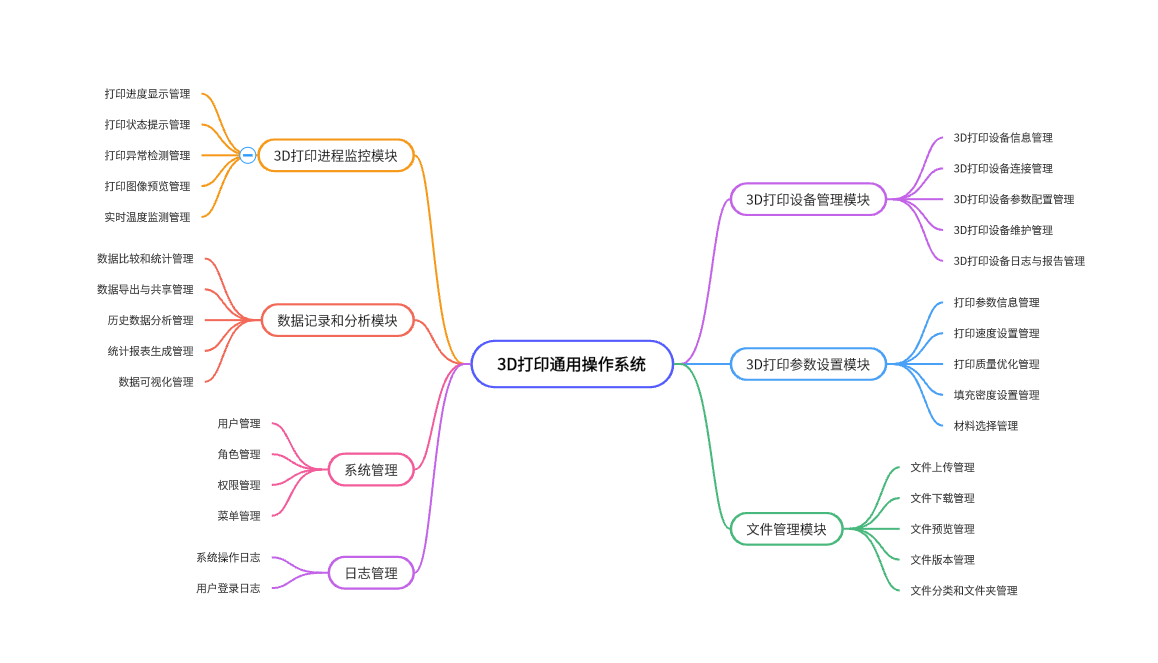 3D打印通用操作系统
3D打印设备管理模块
3D打印设备信息管理
3D打印设备连接管理
3D打印设备参数配置管理
3D打印设备维护管理
3D打印设备日志与报告管理
3D打印参数设置模块
打印参数信息管理
打印速度设置管理
打印质量优化管理
填充密度设置管理
材料选择管理
文件管理模块
文件上传管理
文件下载管理
文件预览管理
文件版本管理
文件分类和文件夹管理
3D打印进程监控模块
打印进度显示管理
打印状态提示管理
打印异常检测管理
打印图像预览管理
实时温度监测管理
数据记录和分析模块
数据比较和统计管理
数据导出与共享管理
历史数据分析管理
统计报表生成管理
数据可视化管理
系统管理
用户管理
角色管理
权限管理
菜单管理
日志管理
系统操作日志
用户登录日志